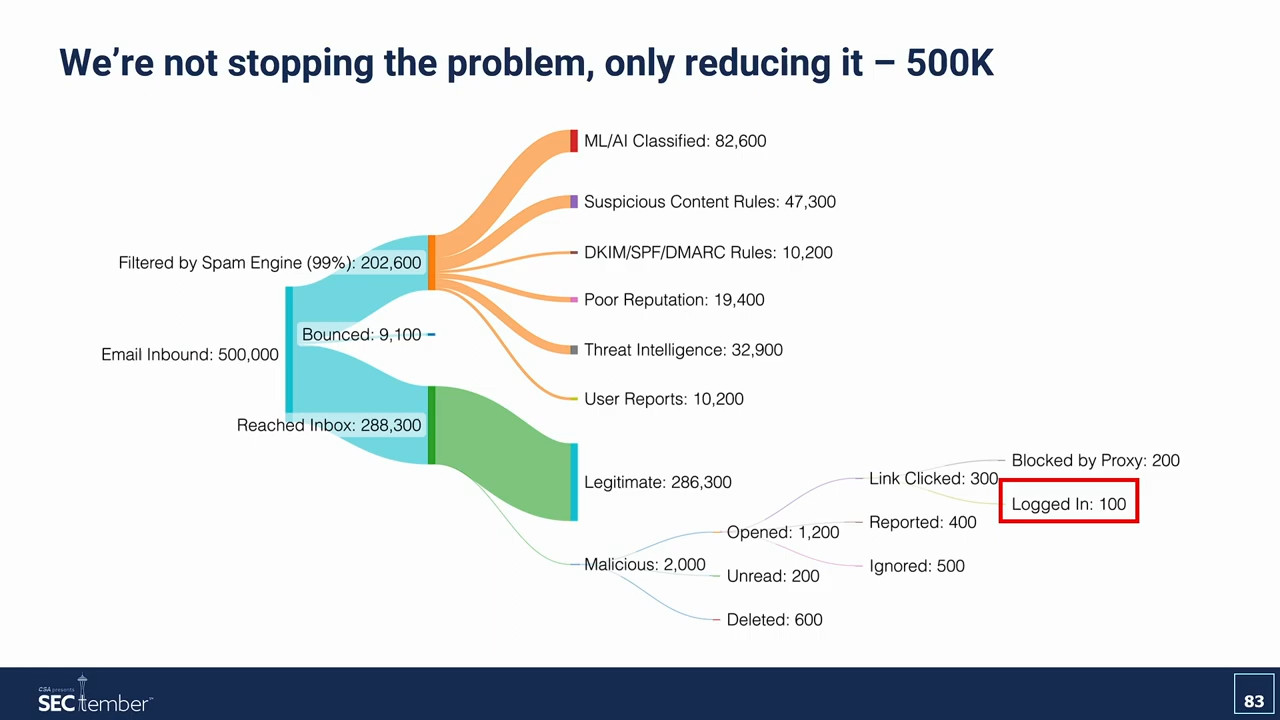 We're not stopping the problem, only reducing it – 500K
ML/AI Classified: 82,600
Suspicious Content Rules: 47,300
DKIM/SPF/DMARC Rules: 10,200
Filtered by Spam Engine (99%): 202,600
Poor Reputation: 19,400
Bounced: 9,100
Threat Intelligence: 32,900
Email Inbound: 500,000
User Reports: 10,200
Reached Inbox: 288,300
Legitimate: 286,300
Blocked by Proxy: 200
Link Clicked: 300
Logged In: 100
Reported: 400
Opened: 1,200
Malicious: 2,000
Ignored: 500
Unread: 200
Deleted: 600
CSA presents
SECtember
83